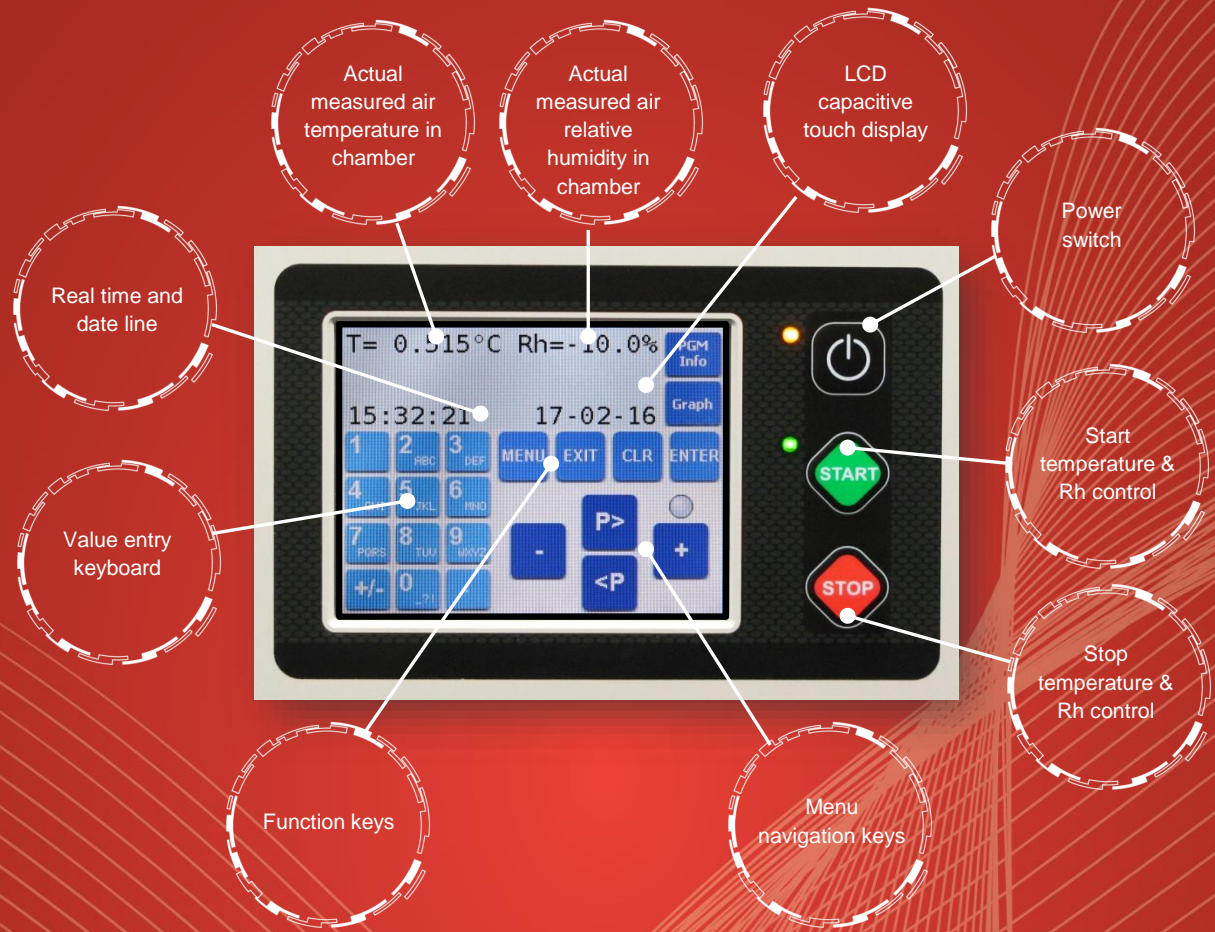 Actual
measured air
temperature in
chamber
Actual
measured air
relative
humidity in
chamber
LCD
capacitive
touch display
Power
switch
Real time and
date line
T= 0.515°C Rh=-10.0%
PGM
Info
Graph
15:32:21 17-02-16
1 2 ABC 3 DEF
MENU EXIT CLR ENTER
4 5 JKL 6 MNO
7 PQRS 8 TUV 9 WXYZ
+/- 0 _?!
P>
- +
<P
START
STOP
Start
temperature &
Rh control
Value entry
keyboard
Stop
temperature &
Rh control
Function keys
Menu
navigation keys